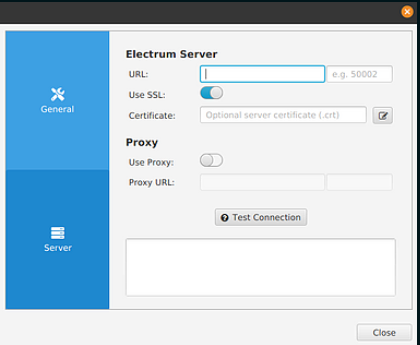 General
Server
Electrum Server
URL: e.g. 50002
Use SSL:
Certificate: Optional server certificate (.crt)
Proxy
Use Proxy:
Proxy URL:
Test Connection
Close